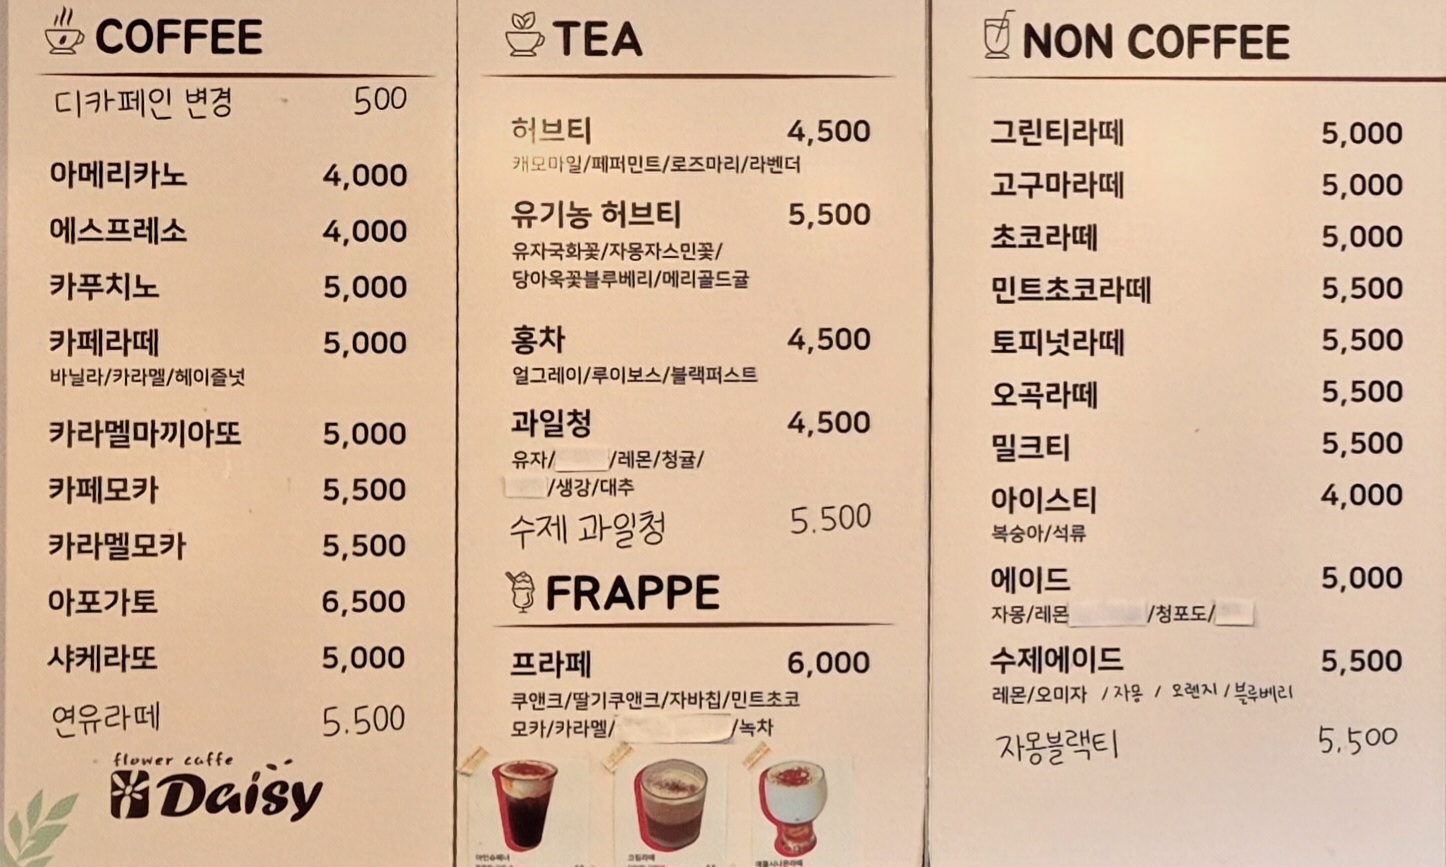 COFFEE
디카페인 변경 500
아메리카노 4,000
에스프레소 4,000
카푸치노 5,000
카페라떼 5,000
바닐라/카라멜/헤이즐넛
카라멜마끼아또 5,000
카페모카 5,500
카라멜모카 5,500
아포가토 6,500
샤케라또 5,000
연유라떼 5.500
flower caffe
Daisy
TEA
허브티 4,500
캐모마일/페퍼민트/로즈마리/라벤더
유기농 허브티 5,500
유자국화꽃/자몽자스민꽃/
당아욱꽃블루베리/메리골드귤
홍차 4,500
얼그레이/루이보스/블랙퍼스트
과일청 4,500
유자/ /레몬/청귤/
/생강/대추
수제 과일청 5.500
FRAPPE
프라페 6,000
쿠앤크/딸기쿠앤크/자바칩/민트초코
모카/카라멜/ /녹차
NON COFFEE
그린티라떼 5,000
고구마라떼 5,000
초코라떼 5,000
민트초코라떼 5,500
토피넛라떼 5,500
오곡라떼 5,500
밀크티 5,500
아이스티 4,000
복숭아/석류
에이드 5,000
자몽/레몬 /청포도/
수제에이드 5,500
레몬/오미자 /자몽 / 오렌지 /블루베리
자몽블랙티 5,500